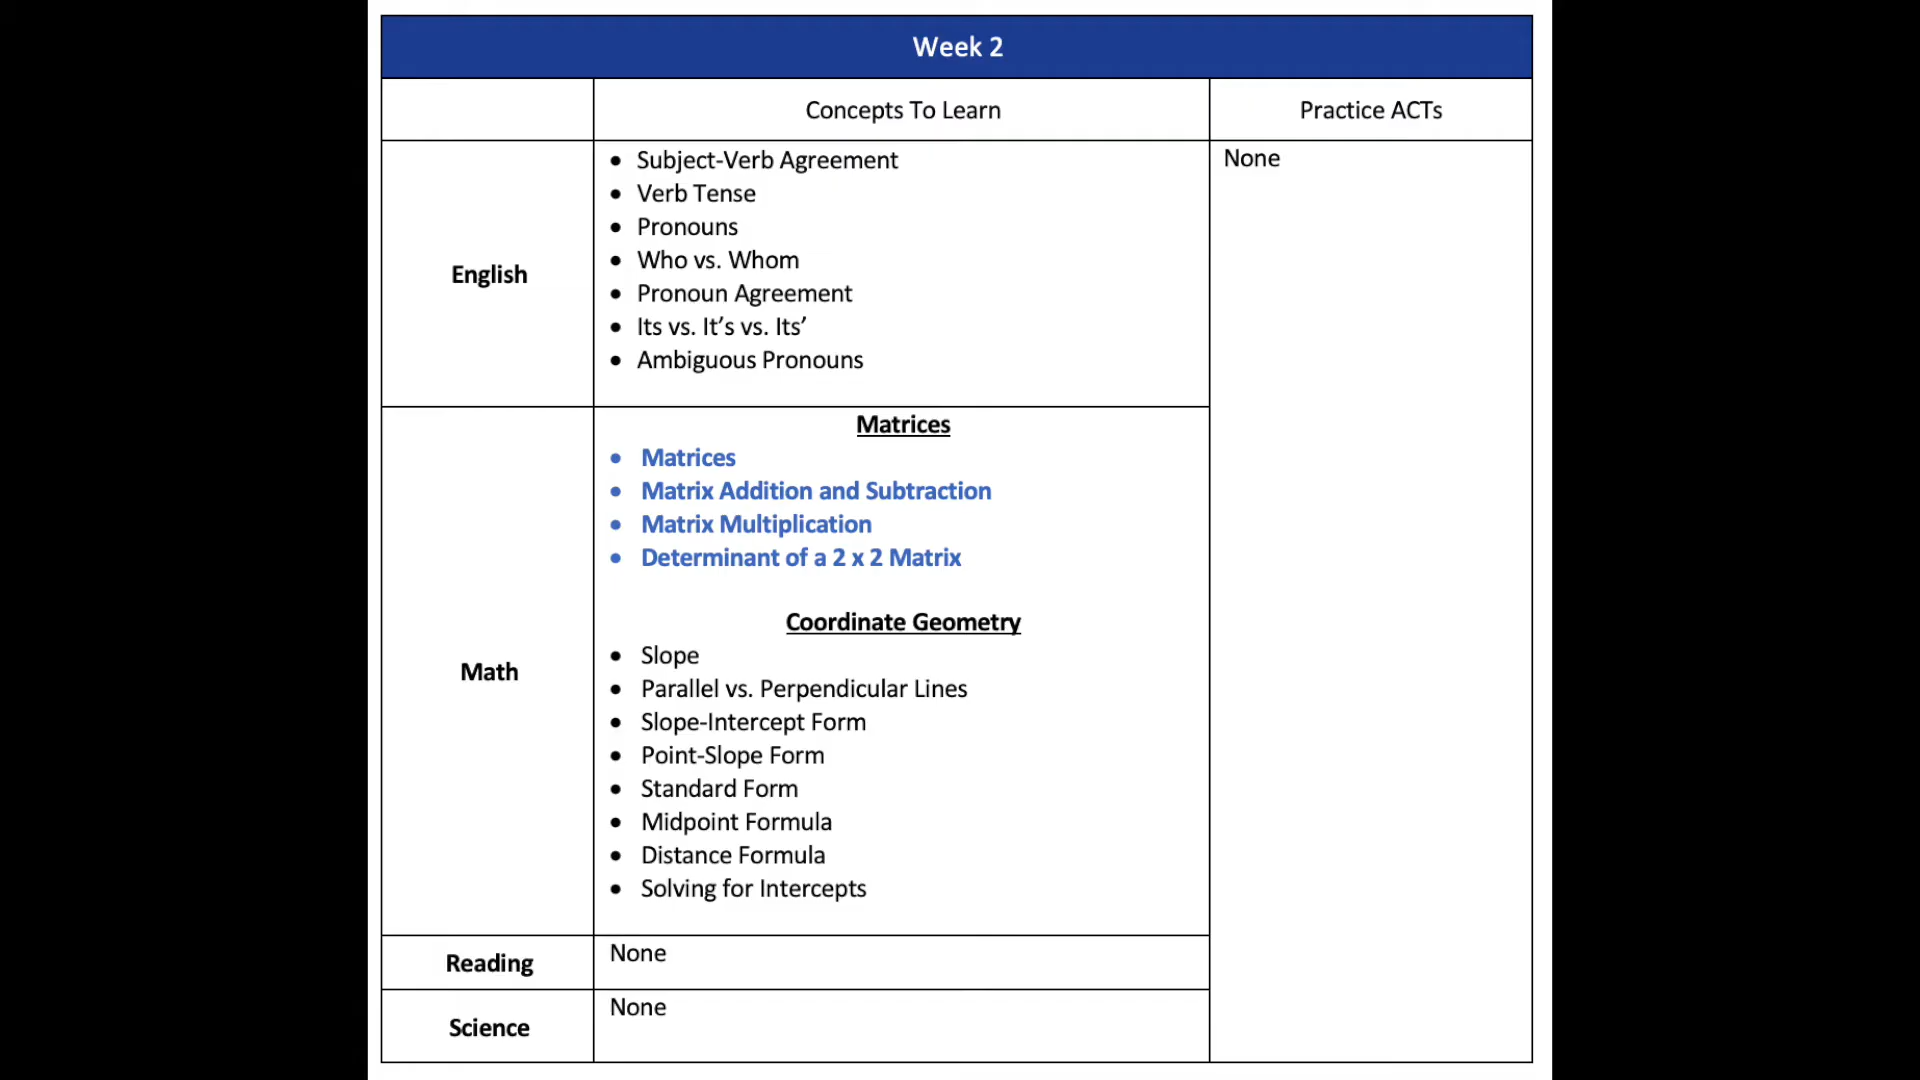 Week 2
Concepts To Learn
Practice ACTs
English
• Subject-Verb Agreement
• Verb Tense
• Pronouns
• Who vs. Whom
• Pronoun Agreement
• Its vs. It’s vs. Its’
• Ambiguous Pronouns
None
Math
Matrices
• Matrices
• Matrix Addition and Subtraction
• Matrix Multiplication
• Determinant of a 2 x 2 Matrix
Coordinate Geometry
• Slope
• Parallel vs. Perpendicular Lines
• Slope-Intercept Form
• Point-Slope Form
• Standard Form
• Midpoint Formula
• Distance Formula
• Solving for Intercepts
Reading
None
Science
None